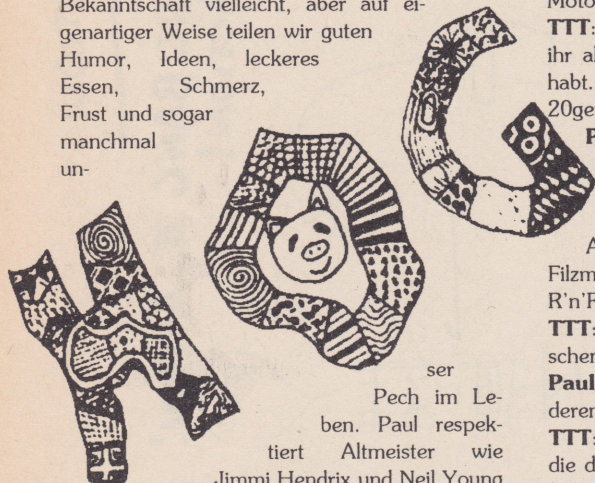 Bekanntschaft vielleicht, aber auf ei-
genartiger Weise teilen wir guten
Humor, Ideen, leckeres
Essen, Schmerz,
Frust und sogar
manchmal
un-
HOG
ser
Pech im Le-
ben. Paul respek-
tiert Altmeister wie
Jimmi Hendrix und Neil Young
Moto
TTT:
ihr al
habt.
20ge
P
A
Filzm
TTT:
Paul
TTT:
die d